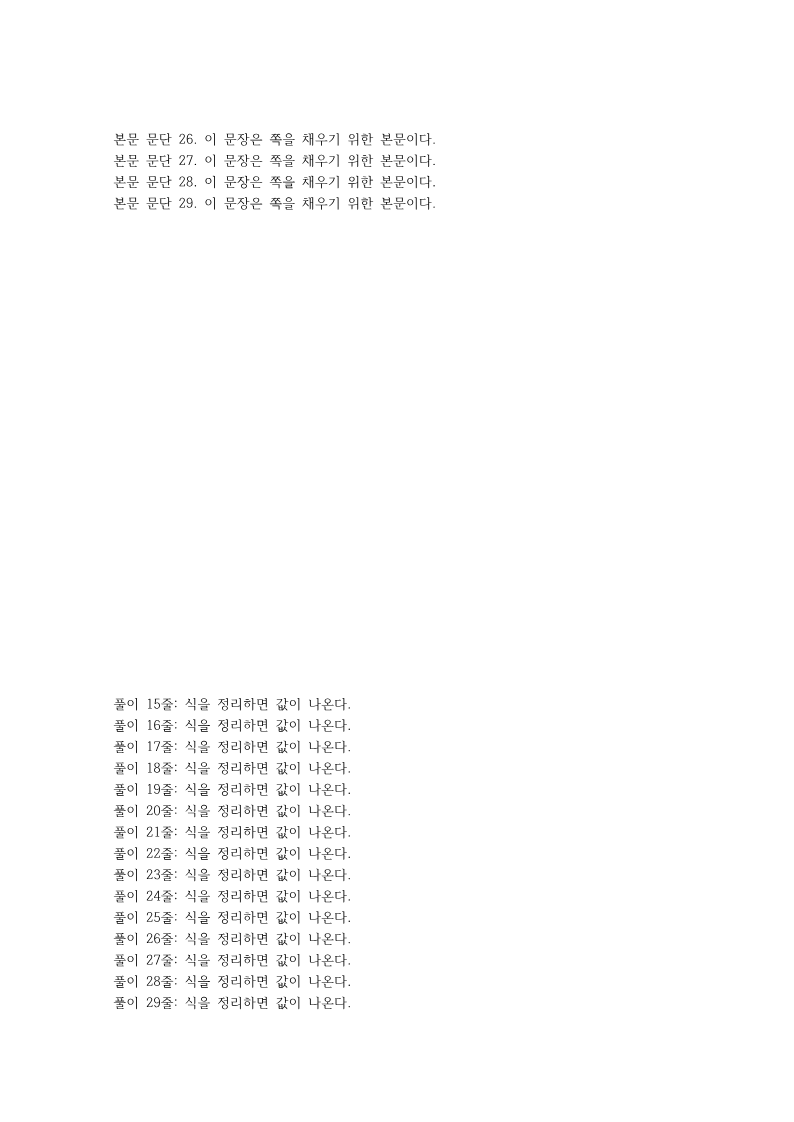 본문 문단 26. 이 문장은 쪽을 채우기 위한 본문이다.
본문 문단 27. 이 문장은 쪽을 채우기 위한 본문이다.
본문 문단 28. 이 문장은 쪽을 채우기 위한 본문이다.
본문 문단 29. 이 문장은 쪽을 채우기 위한 본문이다.
풀이 15줄: 식을 정리하면 값이 나온다.
풀이 16줄: 식을 정리하면 값이 나온다.
풀이 17줄: 식을 정리하면 값이 나온다.
풀이 18줄: 식을 정리하면 값이 나온다.
풀이 19줄: 식을 정리하면 값이 나온다.
풀이 20줄: 식을 정리하면 값이 나온다.
풀이 21줄: 식을 정리하면 값이 나온다.
풀이 22줄: 식을 정리하면 값이 나온다.
풀이 23줄: 식을 정리하면 값이 나온다.
풀이 24줄: 식을 정리하면 값이 나온다.
풀이 25줄: 식을 정리하면 값이 나온다.
풀이 26줄: 식을 정리하면 값이 나온다.
풀이 27줄: 식을 정리하면 값이 나온다.
풀이 28줄: 식을 정리하면 값이 나온다.
풀이 29줄: 식을 정리하면 값이 나온다.